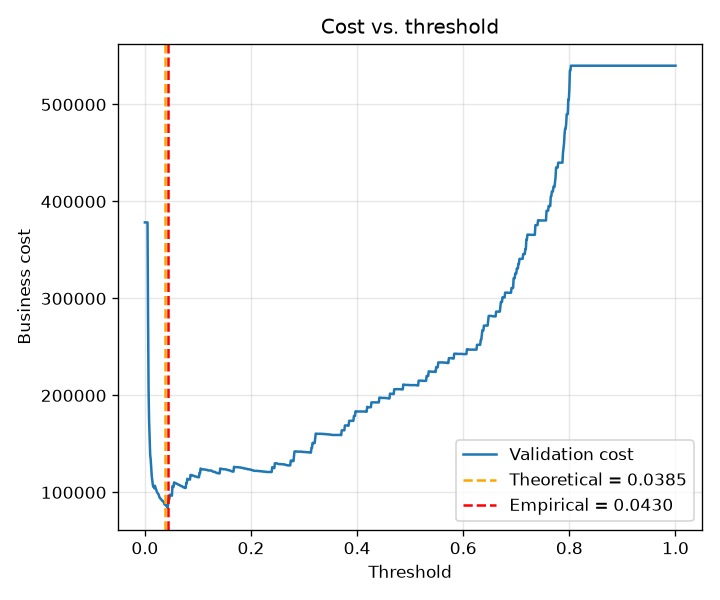 Cost vs. threshold
500000
400000
300000
200000
100000
Business cost
0.0 0.2 0.4 0.6 0.8 1.0
Threshold
Validation cost
Theoretical = 0.0385
Empirical = 0.0430